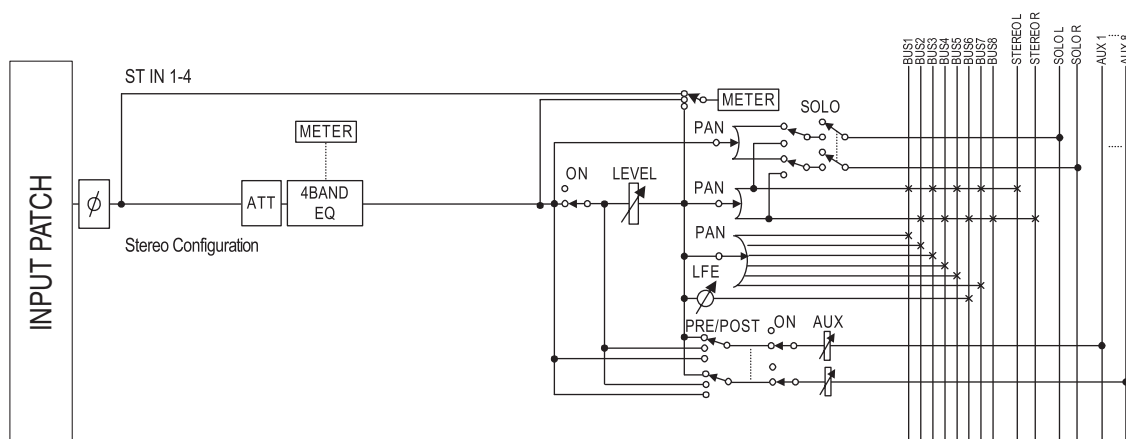 INPUT PATCH
ST IN 1-4
Stereo Configuration
ϕ
METER
ATT
4BAND
EQ
ON
LEVEL
METER
PAN
SOLO
PAN
PAN
LFE
PRE/POST
ON
AUX
BUS1
BUS2
BUS3
BUS4
BUS5
BUS6
BUS7
BUS8
STEREO L
STEREO R
SOLO L
SOLO R
AUX 1
AUX 8